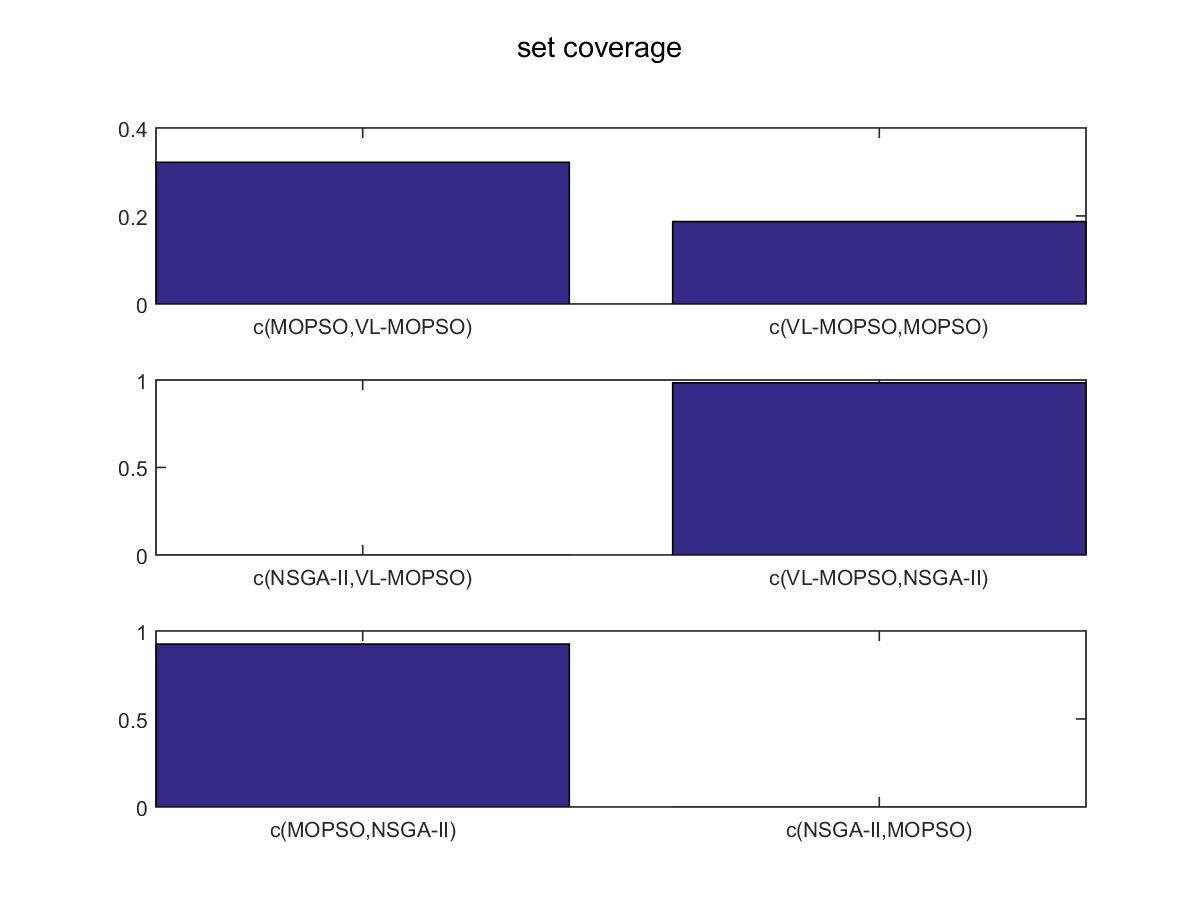 set coverage
0.4
0.2
0
c(MOPSO,VL-MOPSO) c(VL-MOPSO,MOPSO)
1
0.5
0
c(NSGA-II,VL-MOPSO) c(VL-MOPSO,NSGA-II)
1
0.5
0
c(MOPSO,NSGA-II) c(NSGA-II,MOPSO)